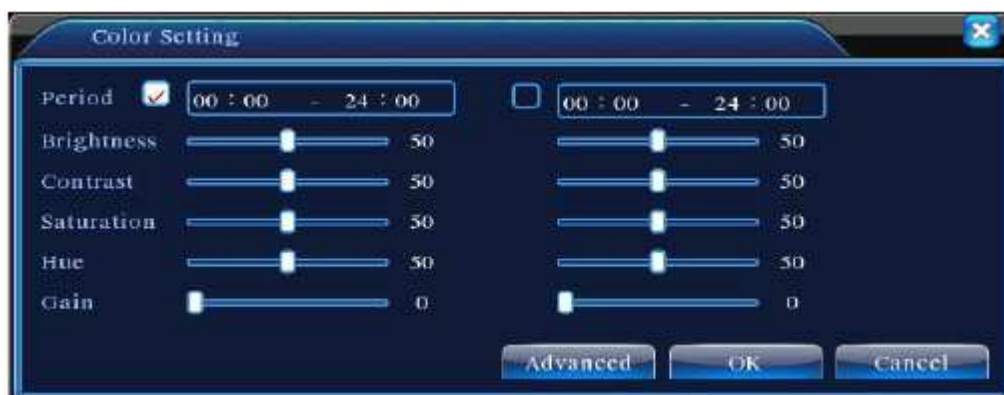 Color Setting
Period 00 : 00 - 24 : 00 00 : 00 - 24 : 00
Brightness 50 50
Contrast 50 50
Saturation 50 50
Hue 50 50
Gain 0 0
Advanced OK Cancel